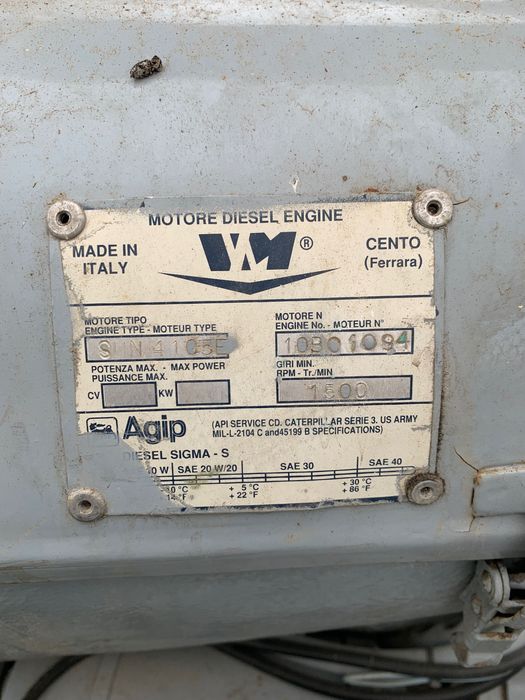 MOTORE DIESEL ENGINE
MADE IN
ITALY
VM®
CENTO
(Ferrara)
MOTORE TIPO
ENGINE TYPE - MOTEUR TYPE
4105E
MOTORE N
ENGINE No. - MOTEUR N°
POTENZA MAX. - MAX POWER
PUISSANCE MAX.
CV
KW
GIRI MIN.
RPM - Tr./MIN
1500
Agip
(API SERVICE CD. CATERPILLAR SERIE 3. US ARMY
MIL-L-2104 C and45199 B SPECIFICATIONS)
DIESEL SIGMA - S
0 W
SAE 20 W/20
SAE 30
SAE 40
0 °C
+ 5 °C
+ 30 °C
14 °F
+ 22 °F
+ 86 °F